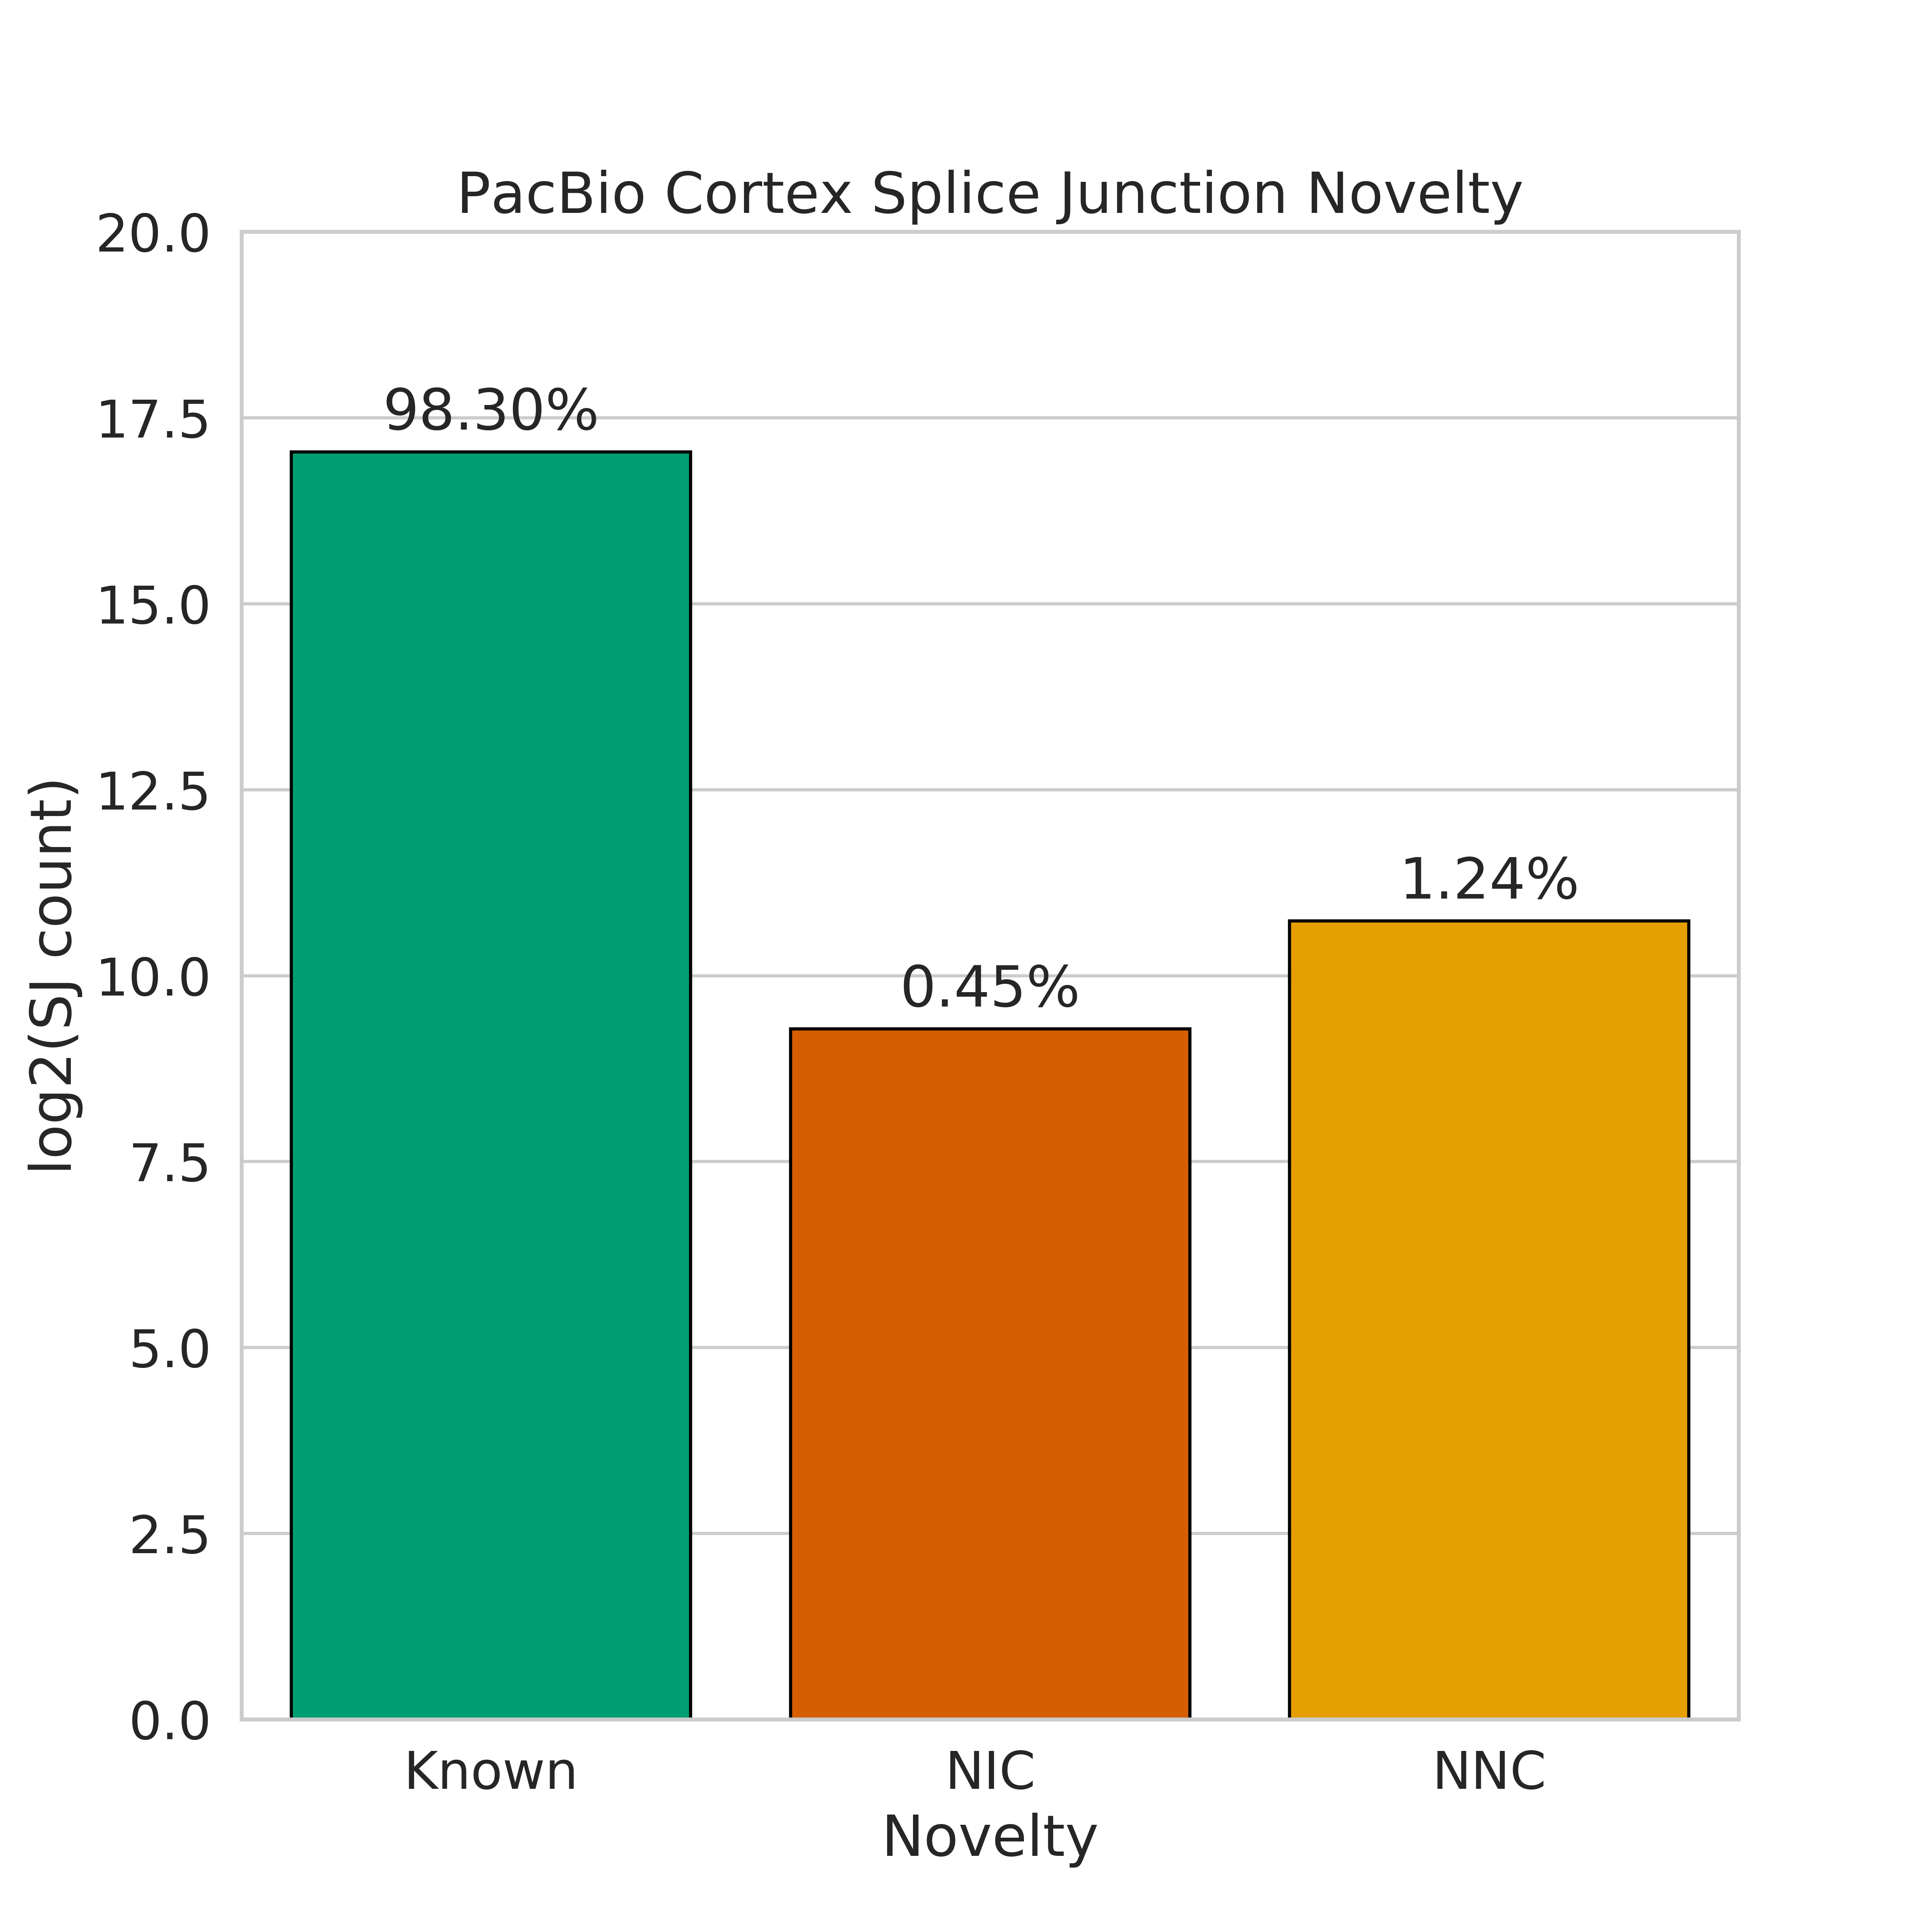 PacBio Cortex Splice Junction Novelty
20.0
17.5
15.0
12.5
10.0
7.5
5.0
2.5
0.0
log2(SJ count)
98.30%
0.45%
1.24%
Known
NIC
NNC
Novelty